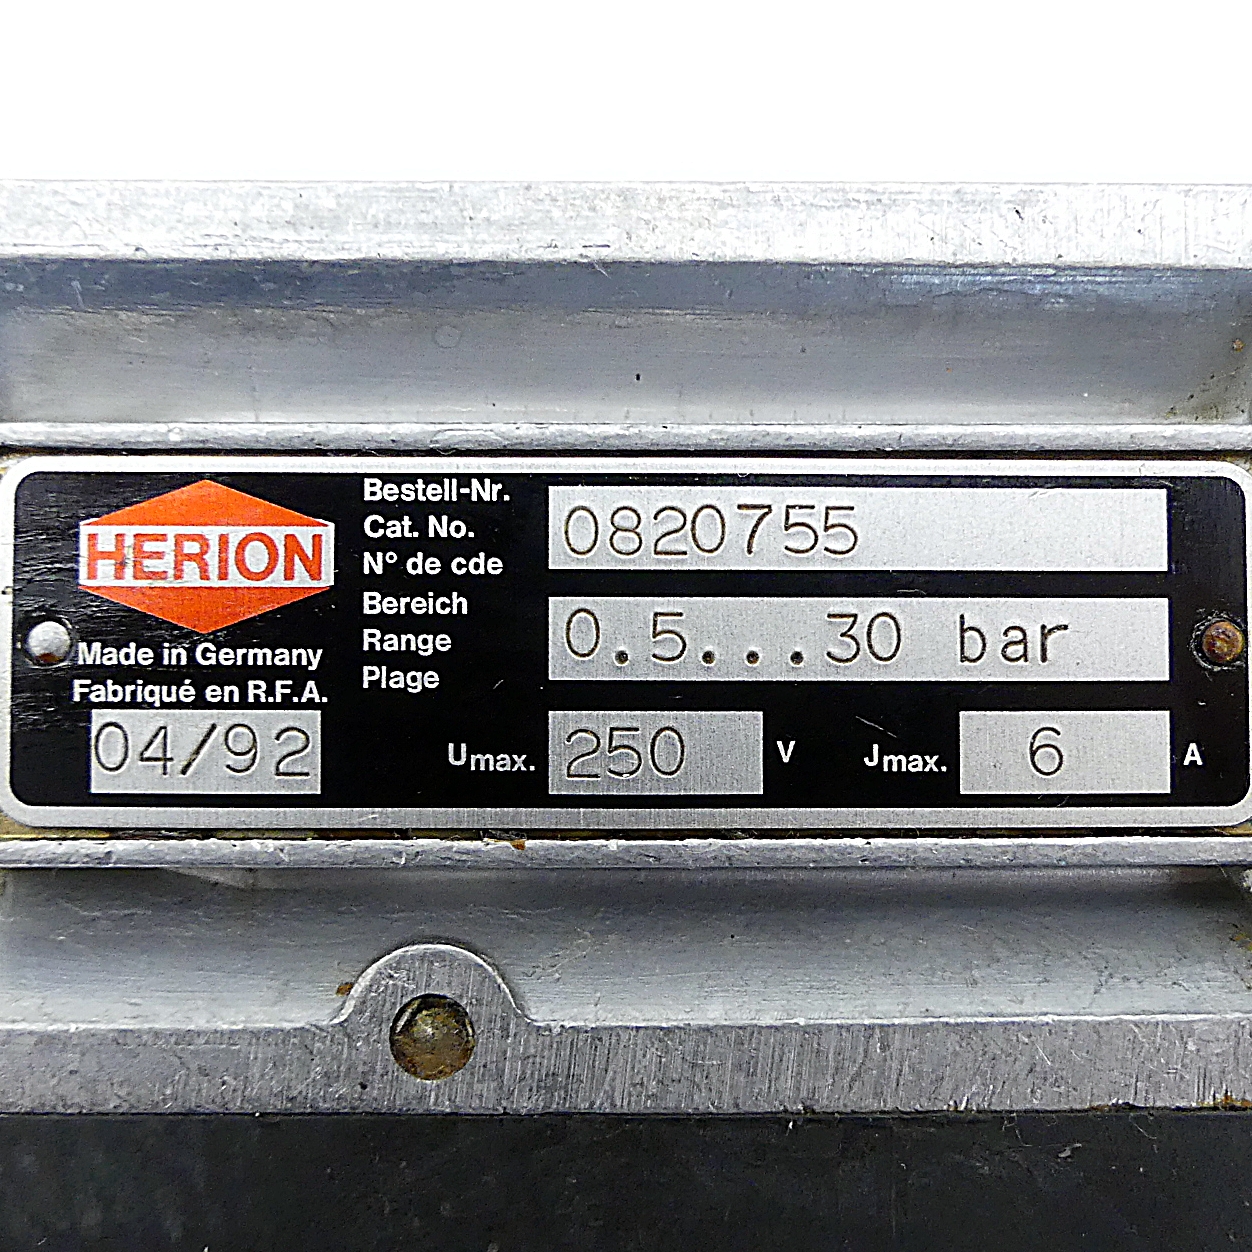 HERION
Made in Germany
Fabriqué en R.F.A.
04/92
Bestell-Nr.
Cat. No.
N° de cde
0820755
Bereich
Range
Plage
0.5...30 bar
Umax. 250 V Jmax. 6 A